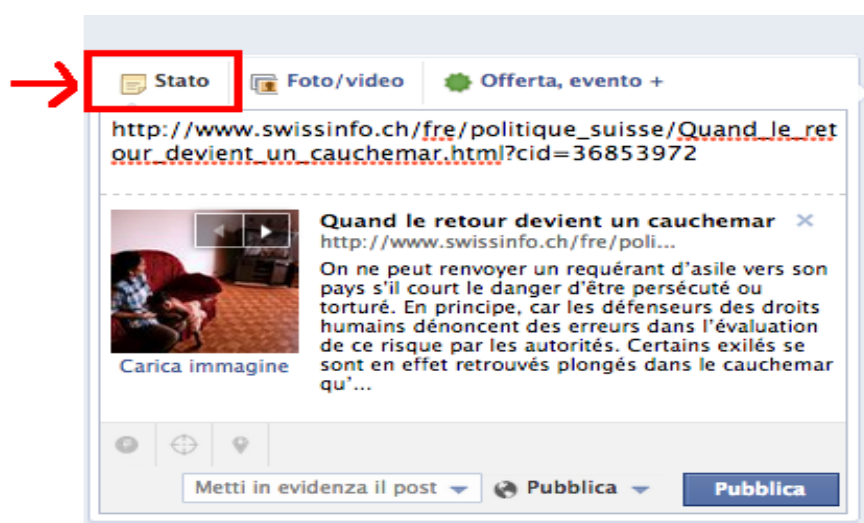 Stato Foto/video Offerta, evento +
http://www.swissinfo.ch/fre/politique_suisse/Quand_le_ret
our_devient_un_cauchemar.html?cid=36853972
Quand le retour devient un cauchemar
http://www.swissinfo.ch/fre/poli...
On ne peut renvoyer un requérant d'asile vers son
pays s'il court le danger d'être persécuté ou
torturé. En principe, car les défenseurs des droits
humains dénoncent des erreurs dans l'évaluation
de ce risque par les autorités. Certains exilés se
sont en effet retrouvés plongés dans le cauchemar
qu'...
Carica immagine
Metti in evidenza il post Pubblica Pubblica